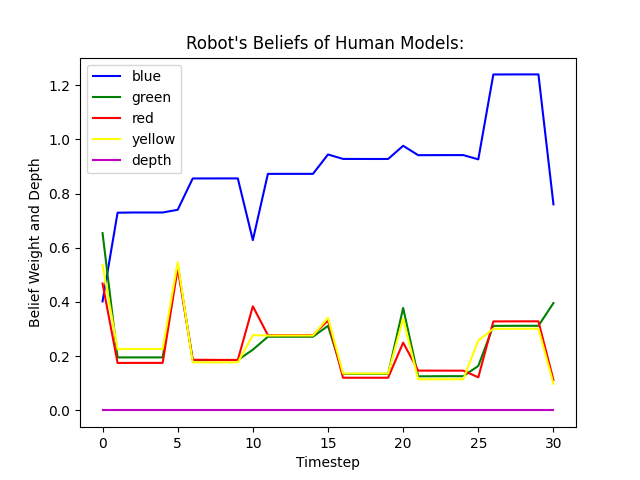 Robot's Beliefs of Human Models:
blue
green
red
yellow
depth
Belief Weight and Depth
1.2
1.0
0.8
0.6
0.4
0.2
0.0
0 5 10 15 20 25 30
Timestep